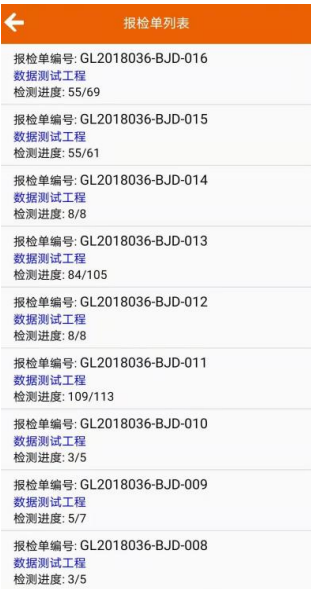 报检单列表
报检单编号: GL2018036-BJD-016
数据测试工程
检测进度: 55/69
报检单编号: GL2018036-BJD-015
数据测试工程
检测进度: 55/61
报检单编号: GL2018036-BJD-014
数据测试工程
检测进度: 8/8
报检单编号: GL2018036-BJD-013
数据测试工程
检测进度: 84/105
报检单编号: GL2018036-BJD-012
数据测试工程
检测进度: 8/8
报检单编号: GL2018036-BJD-011
数据测试工程
检测进度: 109/113
报检单编号: GL2018036-BJD-010
数据测试工程
检测进度: 3/5
报检单编号: GL2018036-BJD-009
数据测试工程
检测进度: 5/7
报检单编号: GL2018036-BJD-008
数据测试工程
检测进度: 3/5